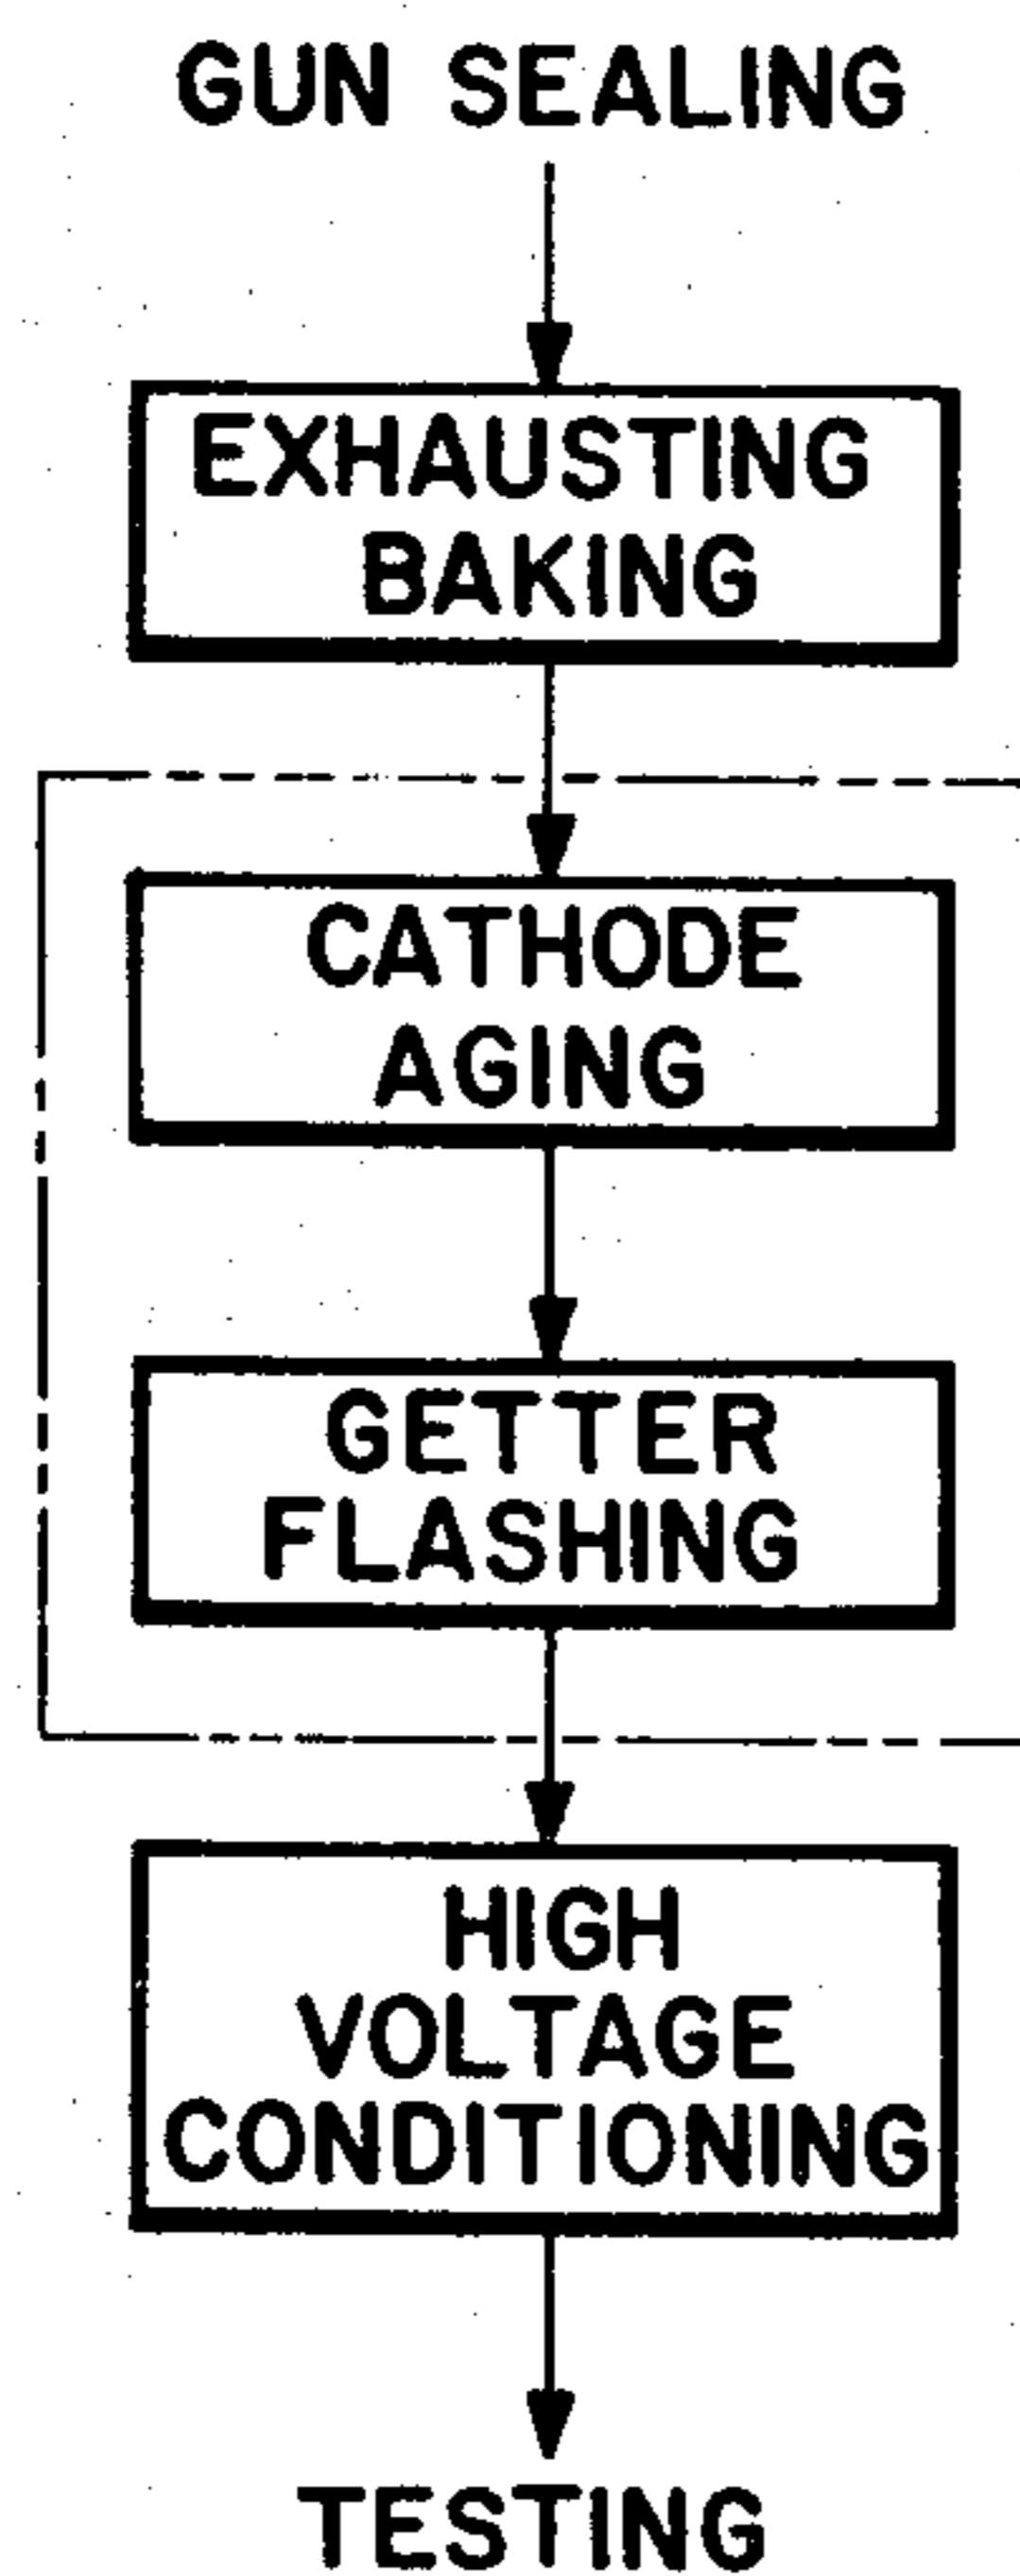 GUN SEALING
EXHAUSTING
BAKING
CATHODE
AGING
GETTER
FLASHING
HIGH
VOLTAGE
CONDITIONING
TESTING